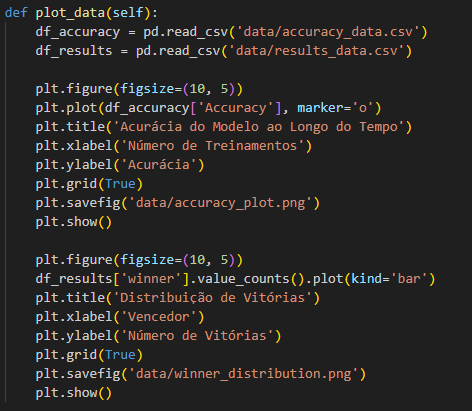 def plot_data(self):
    df_accuracy = pd.read_csv('data/accuracy_data.csv')
    df_results = pd.read_csv('data/results_data.csv')

    plt.figure(figsize=(10, 5))
    plt.plot(df_accuracy['Accuracy'], marker='o')
    plt.title('Acurácia do Modelo ao Longo do Tempo')
    plt.xlabel('Número de Treinamentos')
    plt.ylabel('Acurácia')
    plt.grid(True)
    plt.savefig('data/accuracy_plot.png')
    plt.show()

    plt.figure(figsize=(10, 5))
    df_results['winner'].value_counts().plot(kind='bar')
    plt.title('Distribuição de Vitórias')
    plt.xlabel('Vencedor')
    plt.ylabel('Número de Vitórias')
    plt.grid(True)
    plt.savefig('data/winner_distribution.png')
    plt.show()